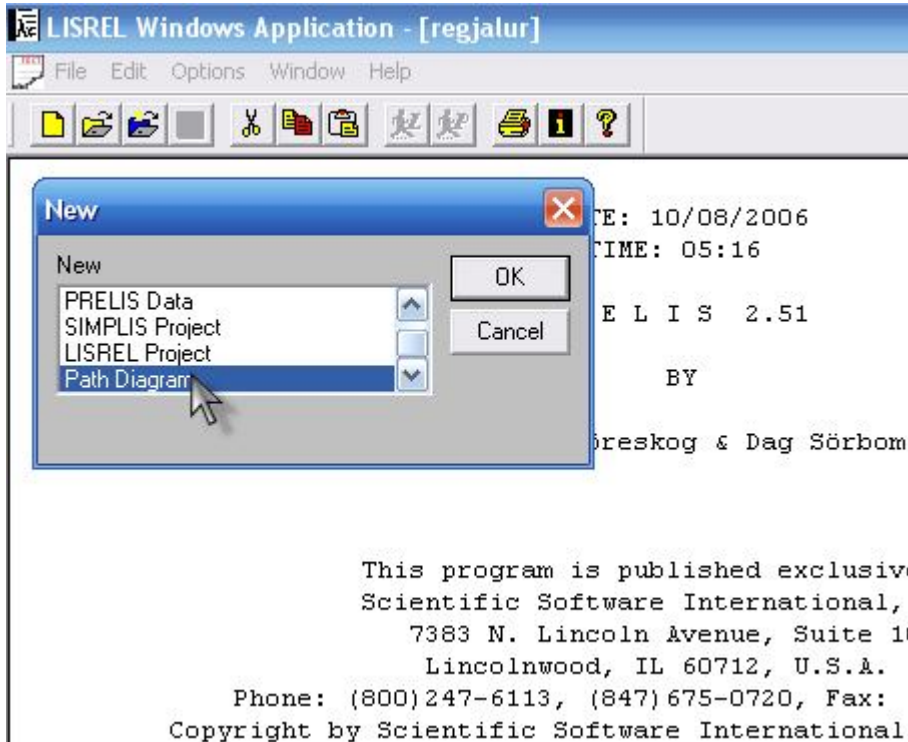 LISREL Windows Application - [regjalur]
File Edit Options Window Help
New
New
PRELIS Data
SIMPLIS Project
LISREL Project
Path Diagram
OK
Cancel
TE: 10/08/2006
TIME: 05:16
E L I S 2.51
BY
öreskog & Dag Sörbom
This program is published exclusive
Scientific Software International,
7383 N. Lincoln Avenue, Suite 10
Lincolnwood, IL 60712, U.S.A.
Phone: (800)247-6113, (847)675-0720, Fax:
Copyright by Scientific Software International